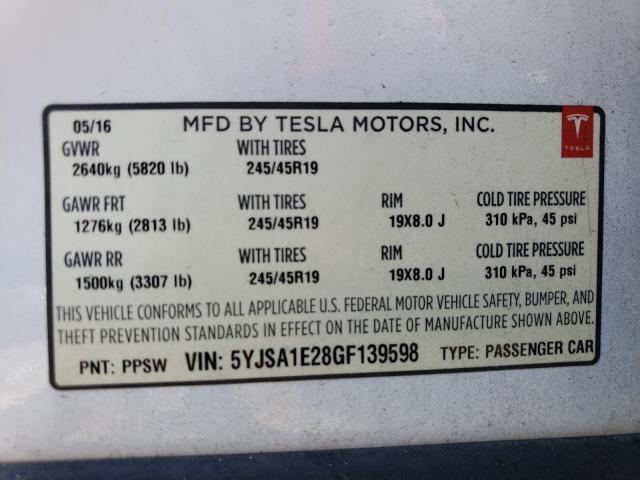 05/16 MFD BY TESLA MOTORS, INC.
TESLA
GVWR WITH TIRES
2640kg (5820 lb) 245/45R19
GAWR FRT WITH TIRES RIM COLD TIRE PRESSURE
1276kg (2813 lb) 245/45R19 19X8.0 J 310 kPa, 45 psi
GAWR RR WITH TIRES RIM COLD TIRE PRESSURE
1500kg (3307 lb) 245/45R19 19X8.0 J 310 kPa, 45 psi
THIS VEHICLE CONFORMS TO ALL APPLICABLE U.S. FEDERAL MOTOR VEHICLE SAFETY, BUMPER, AND
THEFT PREVENTION STANDARDS IN EFFECT ON THE DATE OF MANUFACTURE SHOWN ABOVE.
PNT: PPSW VIN: 5YJSA1E28GF139598 TYPE: PASSENGER CAR